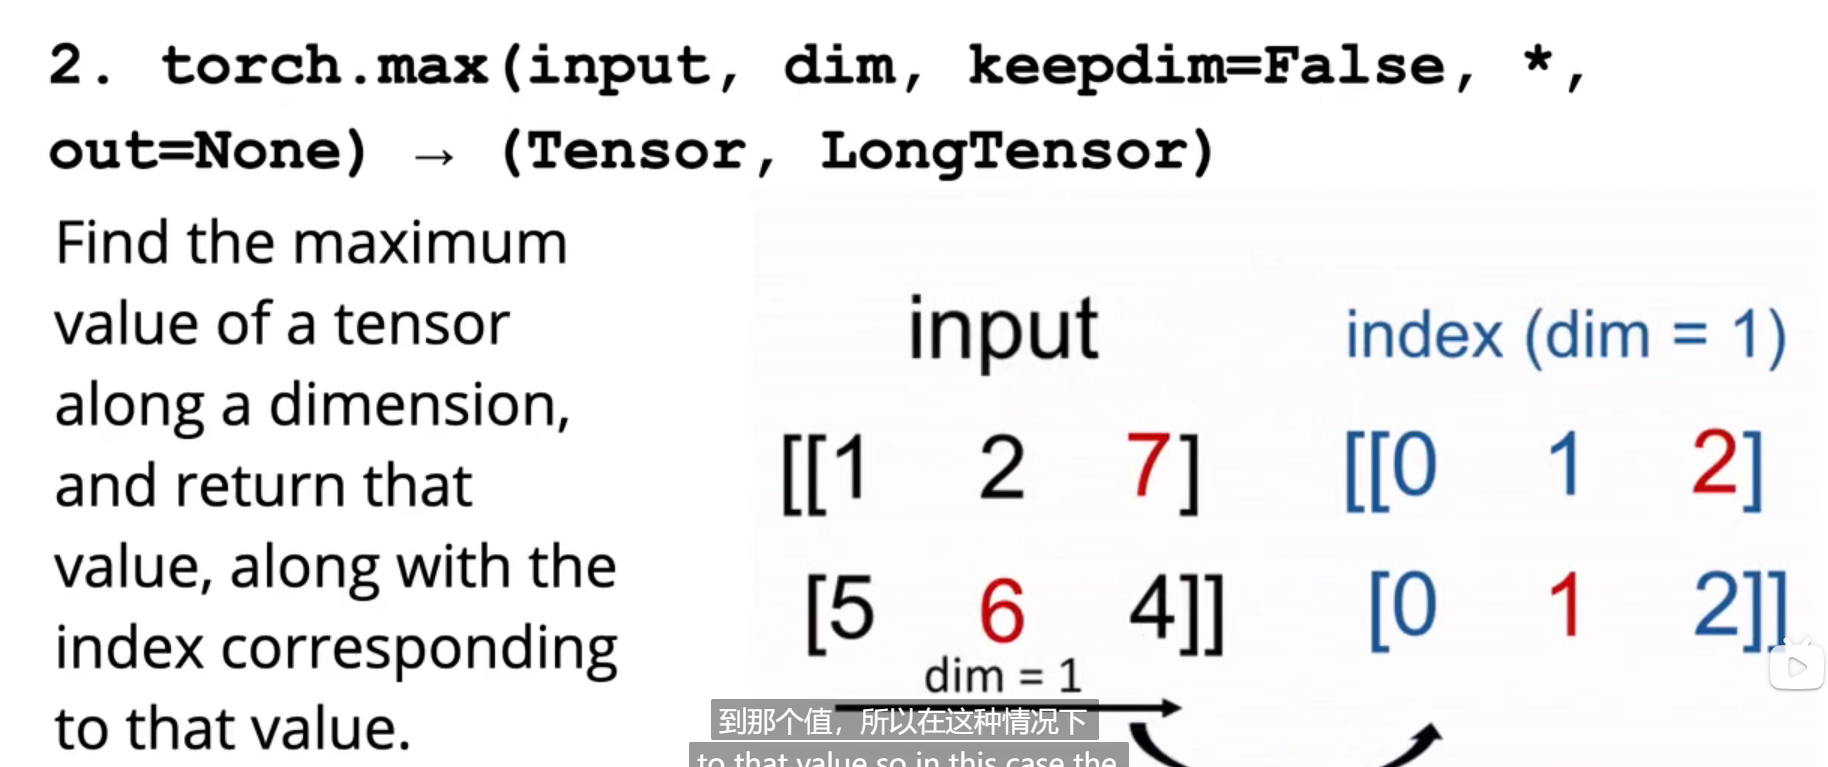 2. torch.max(input, dim, keepdim=False, *,
out=None) → (Tensor, LongTensor)
Find the maximum
value of a tensor
along a dimension,
and return that
value, along with the
index corresponding
to that value.
input
index (dim = 1)
[[1 2 7]
[[0 1 2]
[5 6 4]]
[0 1 2]]
dim = 1
到那个值，所以在这种情况下
to that value so in this case the